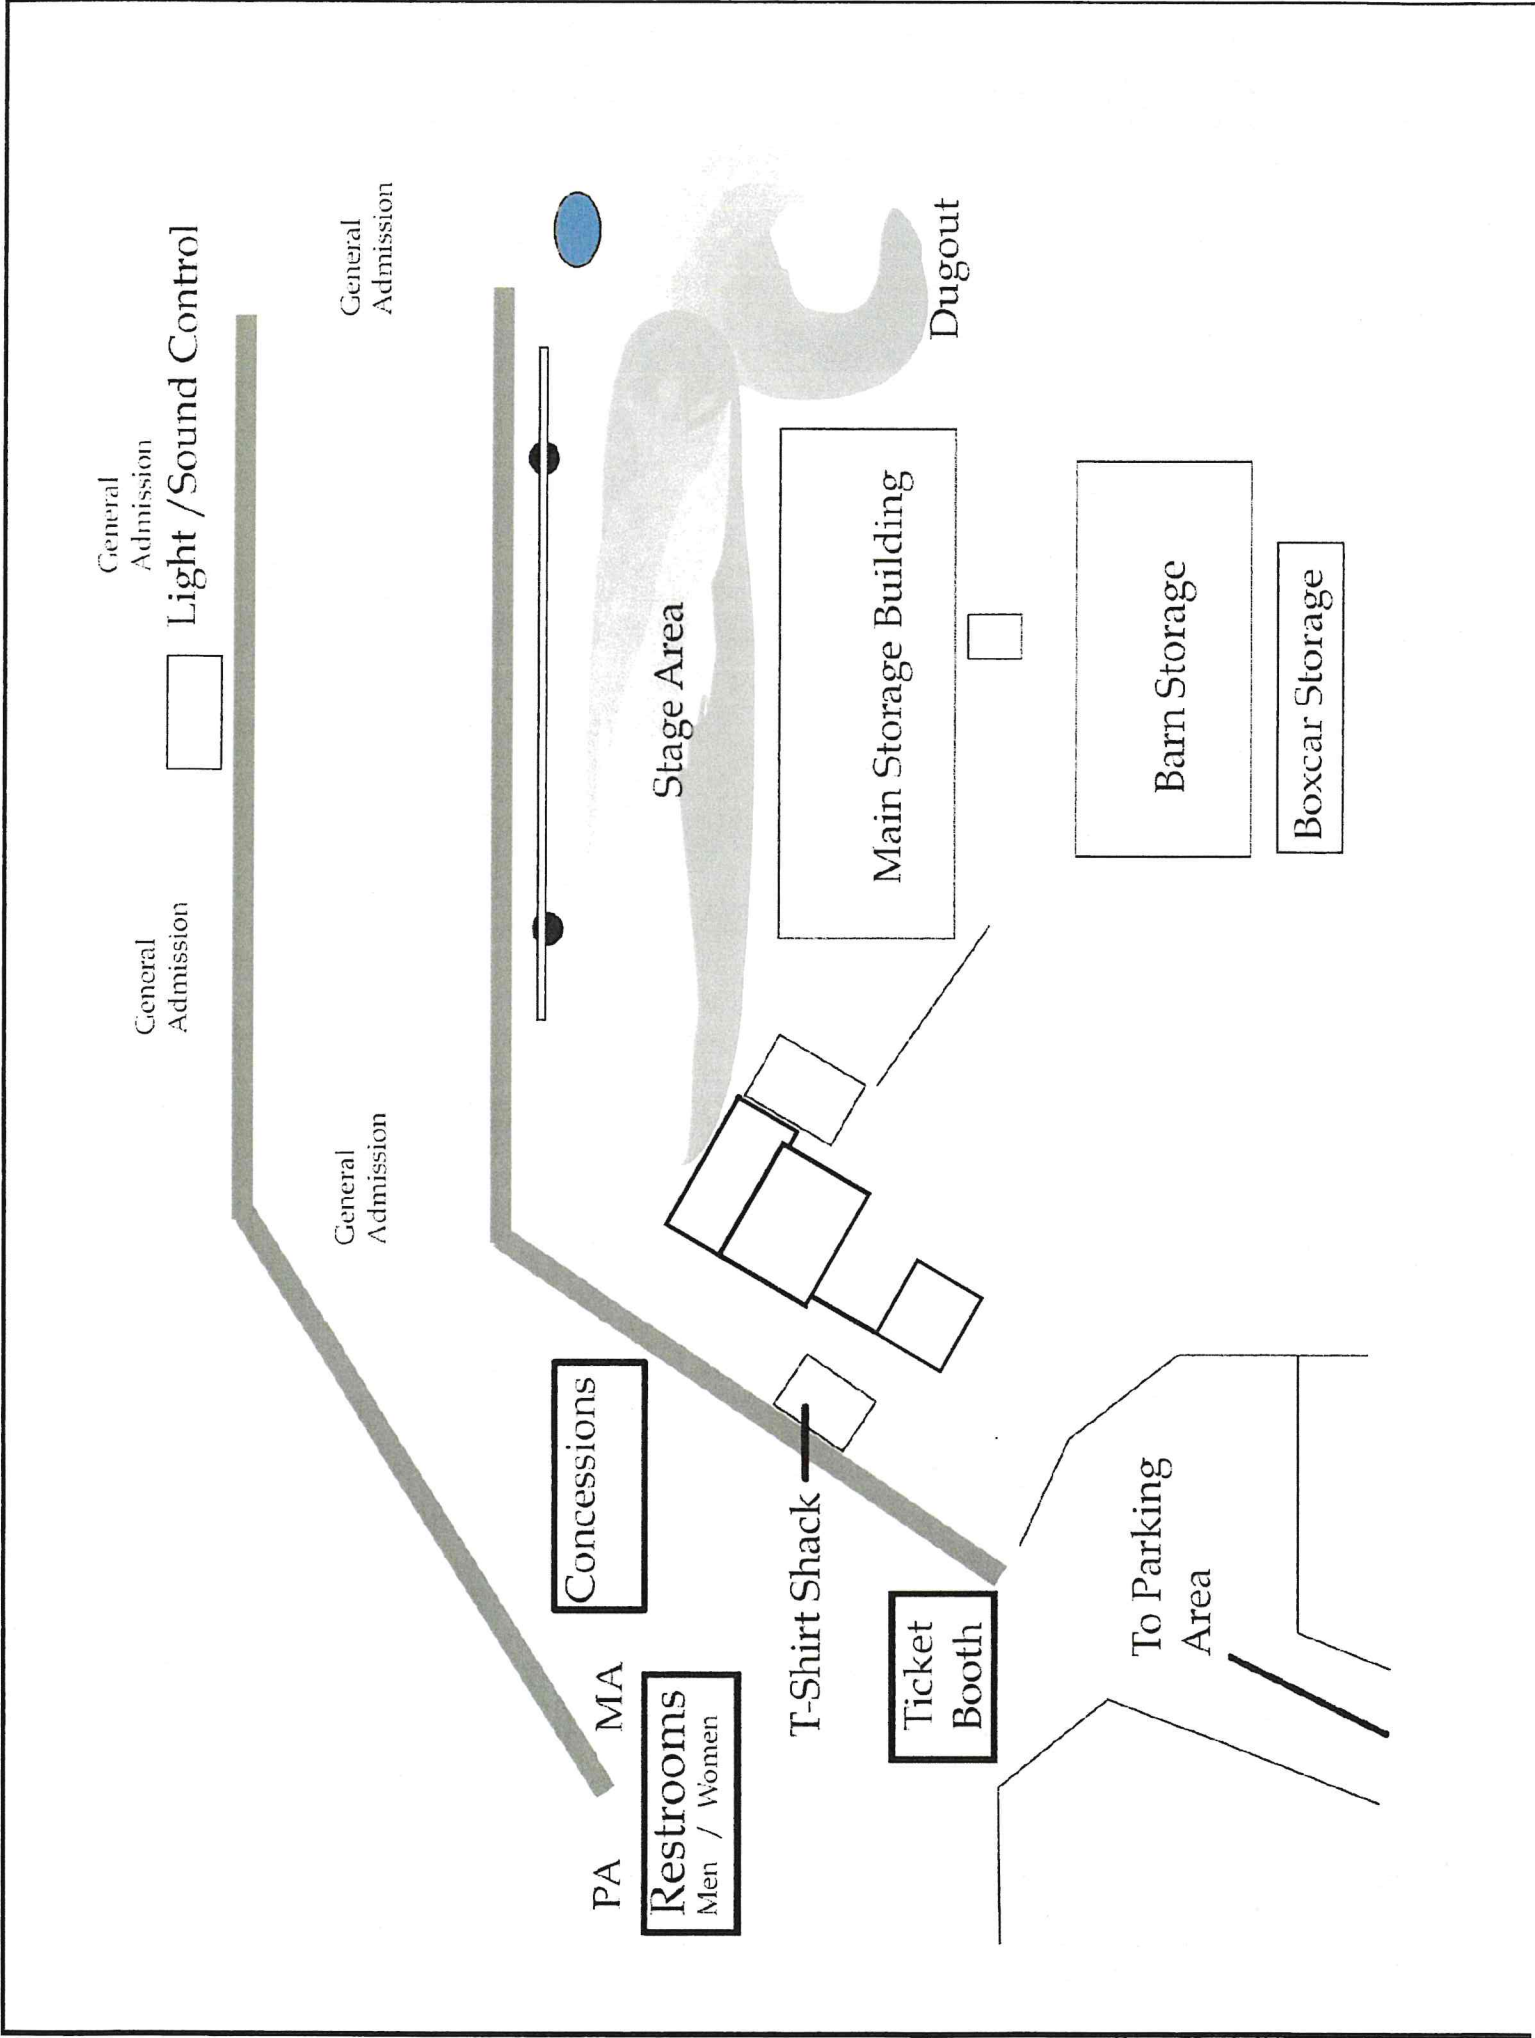 General
Admission
General
Admission
Light /Sound Control
General
Admission
General
Admission
Stage Area
Dugout
Main Storage Building
Barn Storage
Boxcar Storage
Concessions
PA
MA
Restrooms
Men / Women
T-Shirt Shack
Ticket
Booth
To Parking
Area